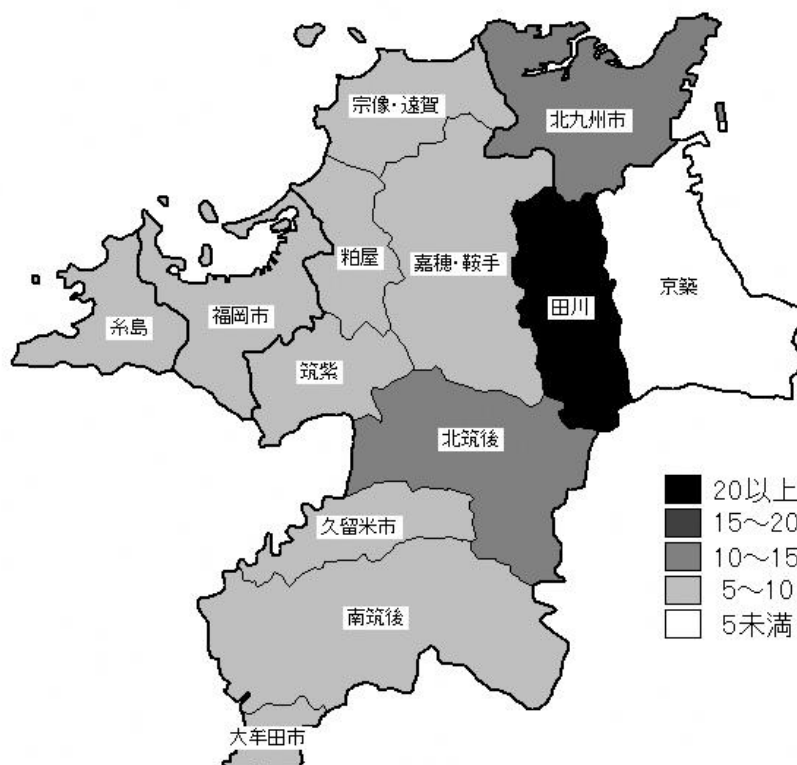 宗像・遠賀
北九州市
粕屋
嘉穂・鞍手
京築
糸島
福岡市
田川
筑紫
北筑後
久留米市
南筑後
大牟田市
20以上
15～20
10～15
5～10
5未満